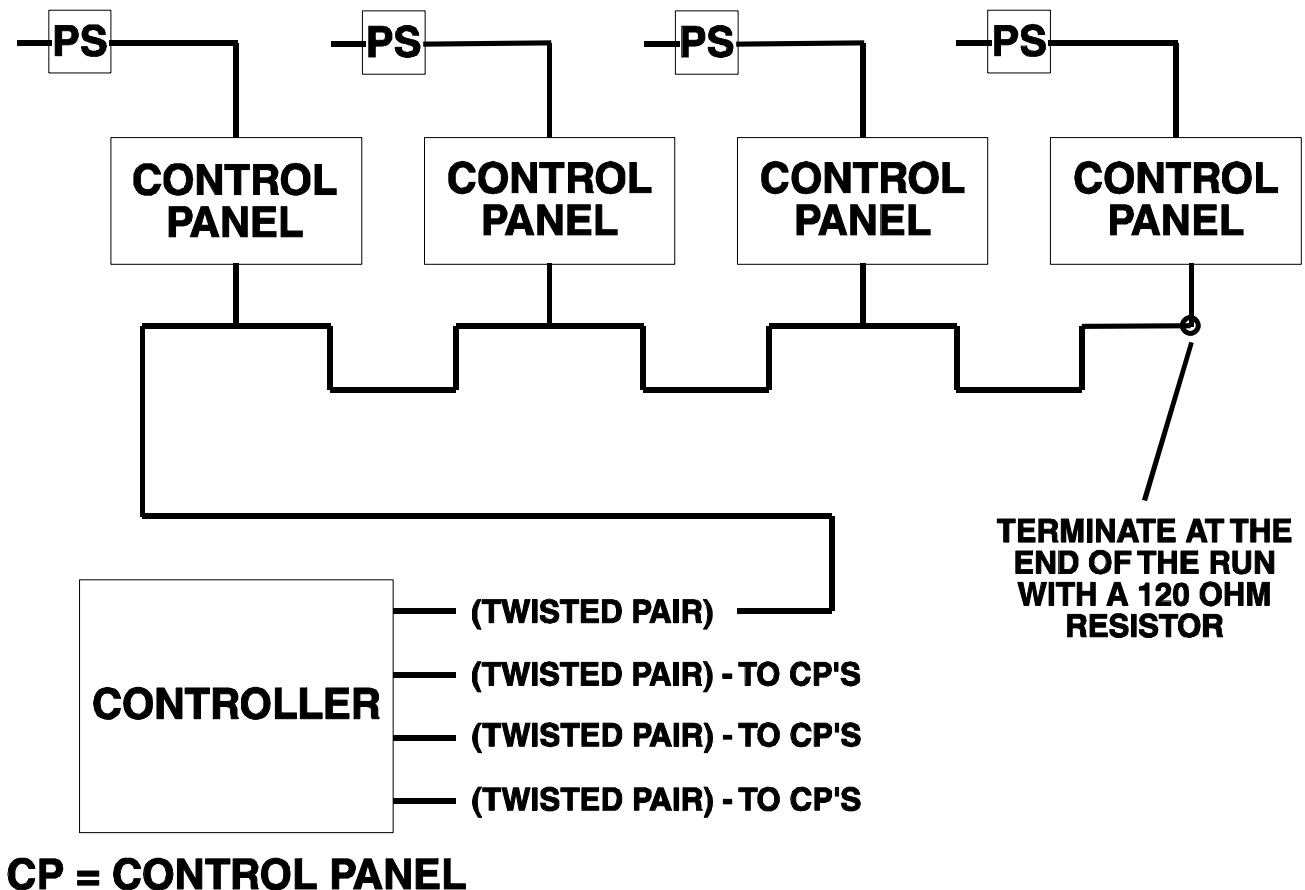 PS PS PS PS
CONTROL
PANEL
CONTROL
PANEL
CONTROL
PANEL
CONTROL
PANEL
TERMINATE AT THE
END OF THE RUN
WITH A 120 OHM
RESISTOR
CONTROLLER
(TWISTED PAIR)
(TWISTED PAIR) - TO CP'S
(TWISTED PAIR) - TO CP'S
(TWISTED PAIR) - TO CP'S
CP = CONTROL PANEL